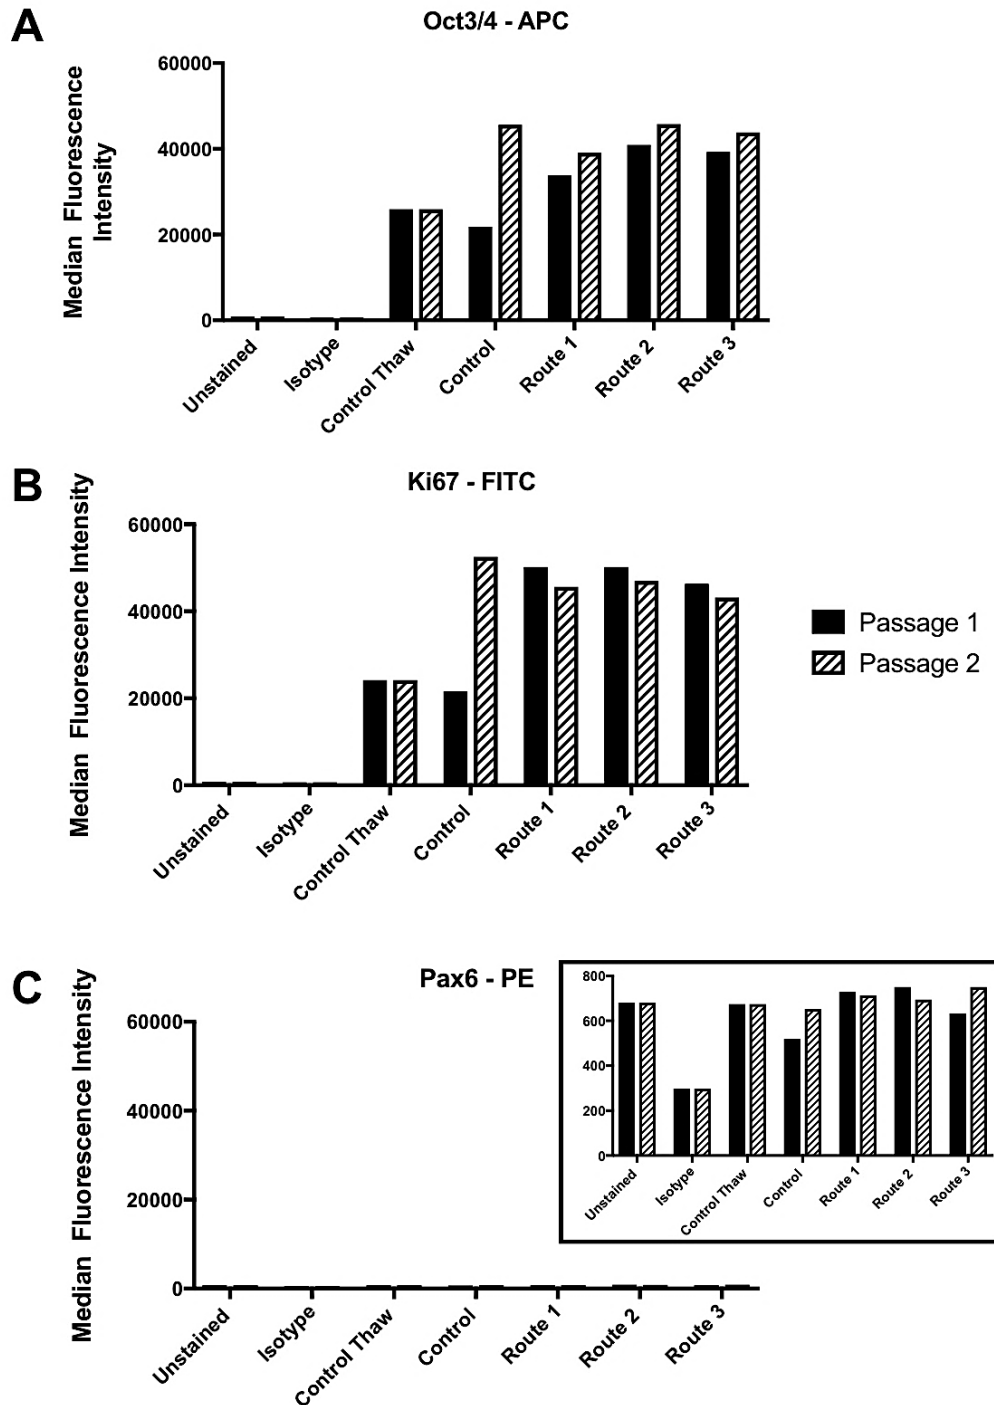 A
Oct3/4 - APC
Median Fluorescence
Intensity
60000
40000
20000
0
Unstained
Isotype
Control Thaw
Control
Route 1
Route 2
Route 3
B
Ki67 - FITC
Median Fluorescence Intensity
60000
40000
20000
0
Unstained
Isotype
Control Thaw
Control
Route 1
Route 2
Route 3
Passage 1
Passage 2
C
Pax6 - PE
Median Fluorescence Intensity
60000
40000
20000
0
Unstained
Isotype
Control Thaw
Control
Route 1
Route 2
Route 3
800
600
400
200
0
Unstained
Isotype
Control Thaw
Control
Route 1
Route 2
Route 3